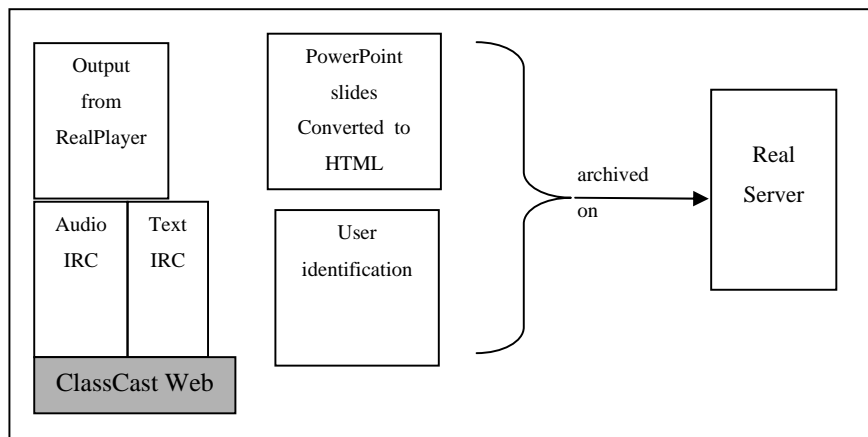 Output
from
RealPlayer
PowerPoint
slides
Converted to
HTML
Audio
IRC
Text
IRC
User
identification
ClassCast Web
archived
on
Real
Server